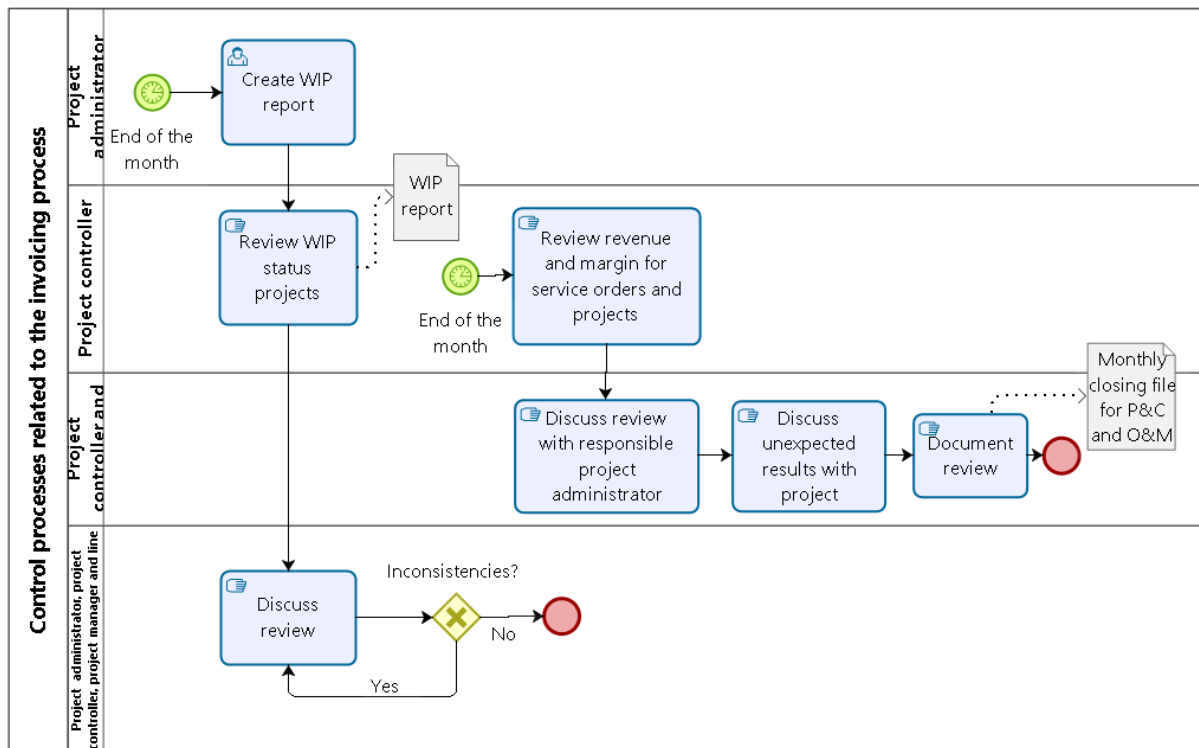 Control processes related to the invoicing process
Project
administrator
End of the
month
Create WIP
report
Project controller
Review WIP
status
projects
WIP
report
End of the
month
Review revenue
and margin for
service orders and
projects
Project
controller and
Discuss review
with responsible
project
administrator
Discuss
unexpected
results with
project
Document
review
Monthly
closing file
for P&C
and O&M
Project administrator, project
controller, project manager and line
Discuss
review
Inconsistencies?
No
Yes